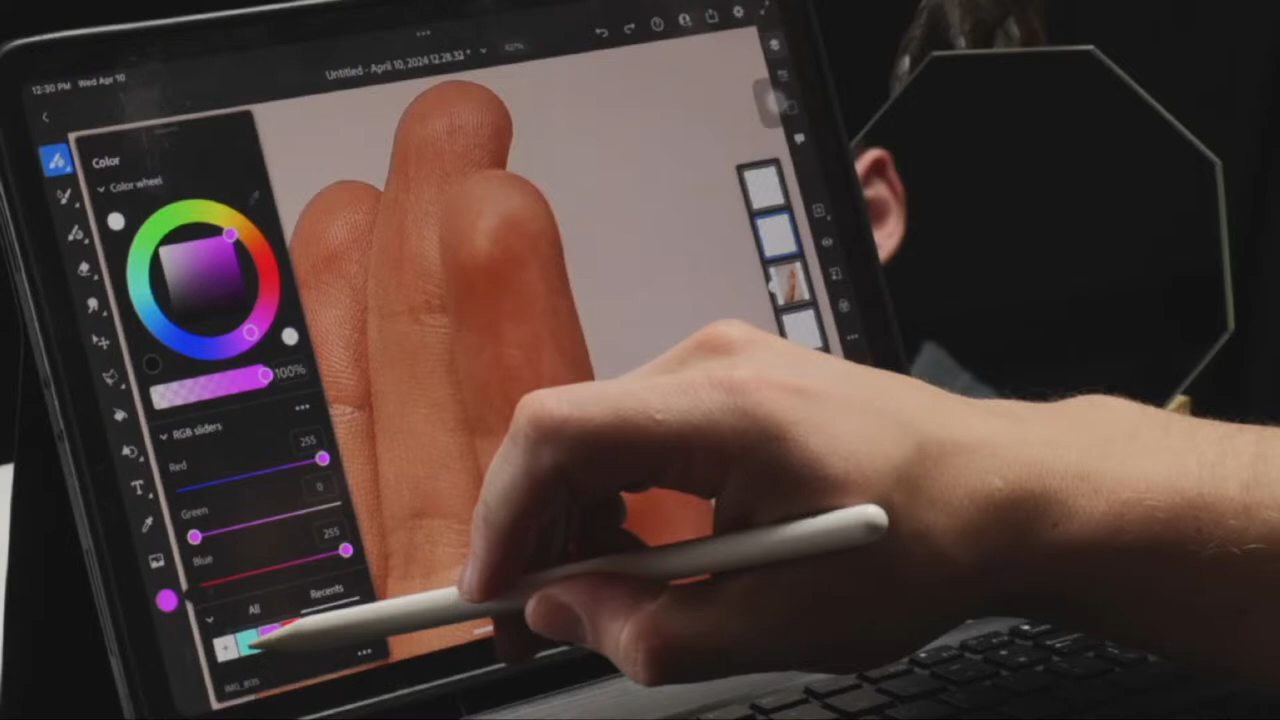 12:30 PM Wed Apr 10
Untitled - April 10, 2024 12.28.32 *
Color
Color wheel
100%
RGB sliders
Red
255
Green
0
Blue
255
All
Recents
T